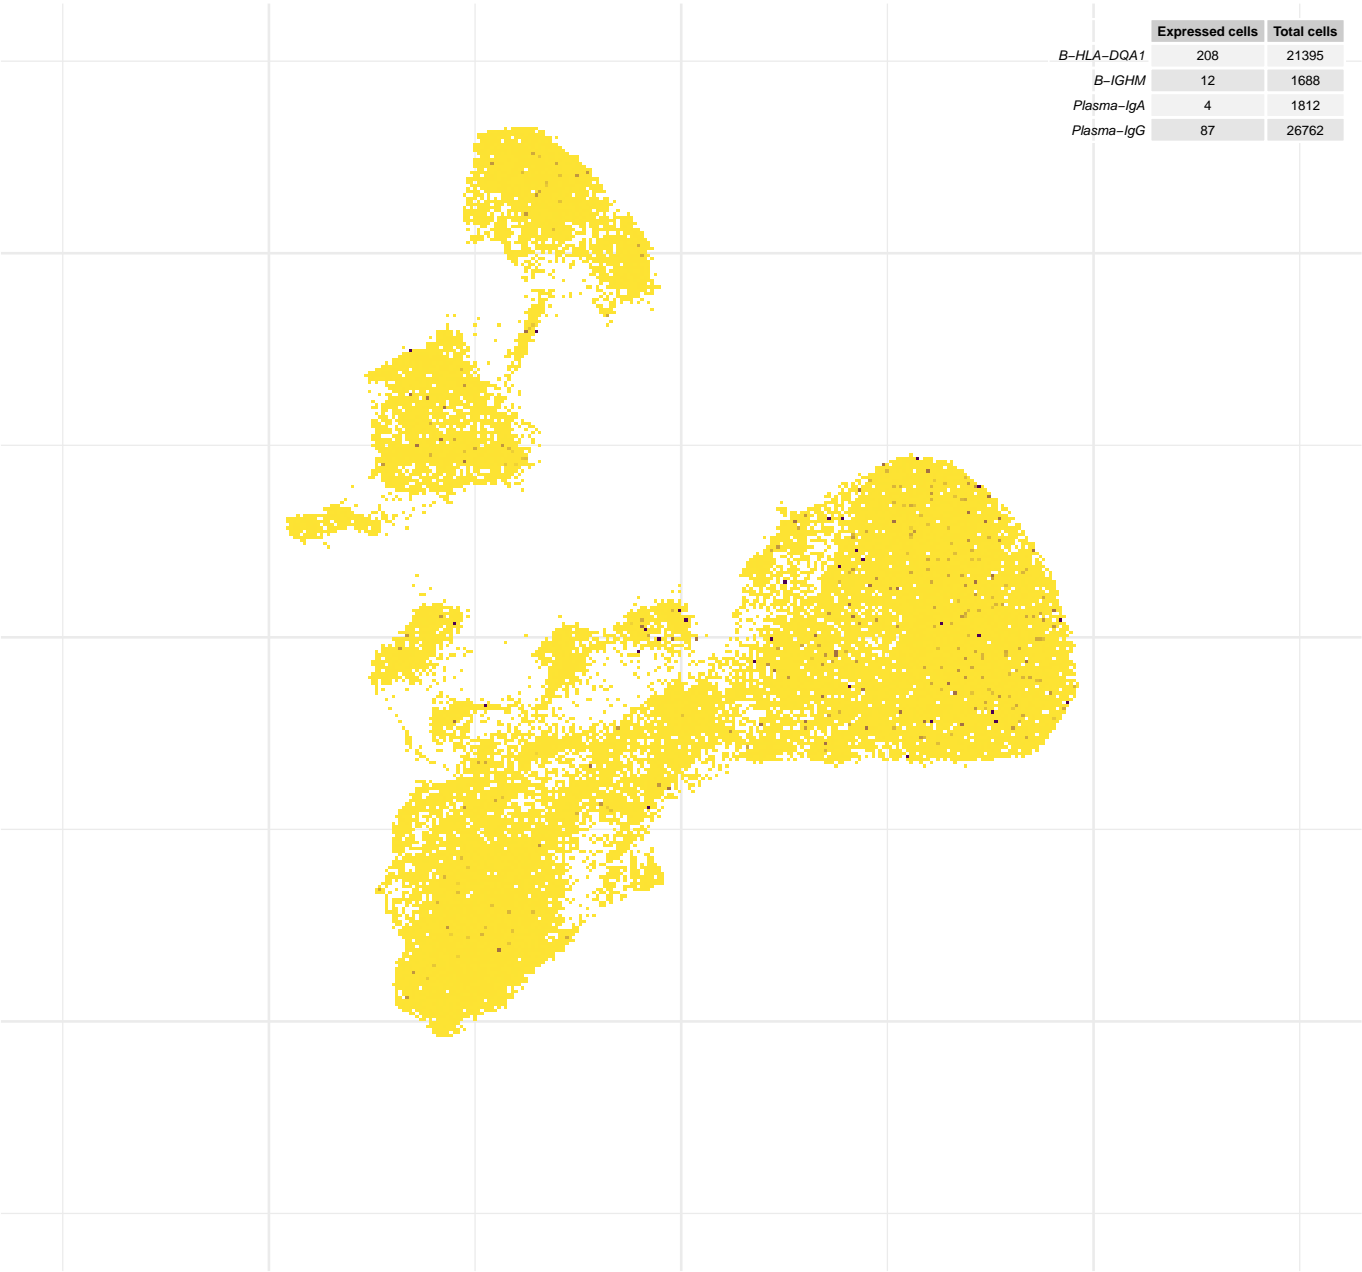 Expressed cells Total cells
B−HLA−DQA1 208 21395
B−IGHM 12 1688
Plasma−IgA 4 1812
Plasma−IgG 87 26762